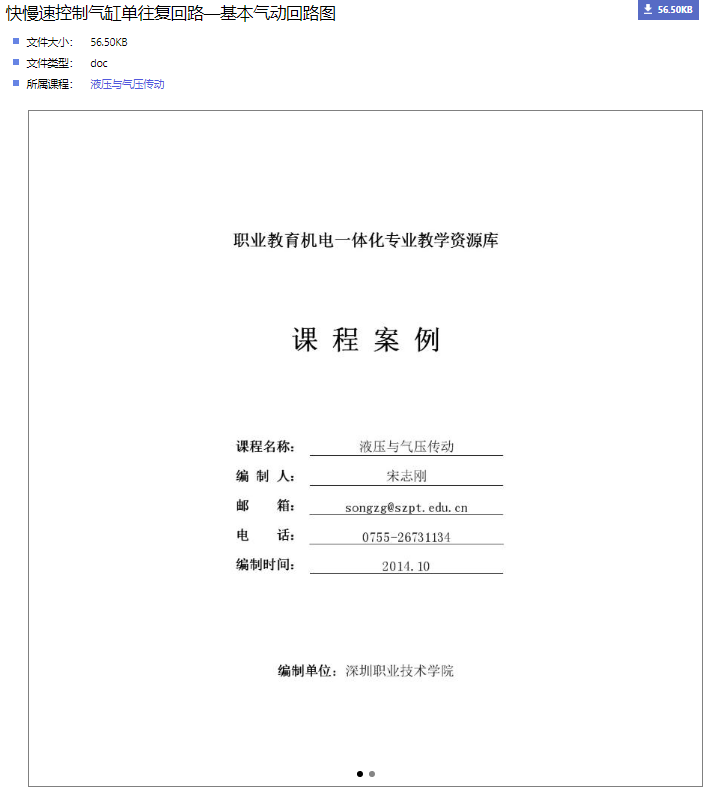 快慢速控制气缸单往复回路—基本气动回路图
56.50KB
文件大小： 56.50KB
文件类型： doc
所属课程： 液压与气压传动
职业教育机电一体化专业教学资源库
课 程 案 例
课程名称： 液压与气压传动
编 制 人： 宋志刚
邮 箱： songzg@szpt.edu.cn
电 话： 0755-26731134
编制时间： 2014.10
编制单位：深圳职业技术学院